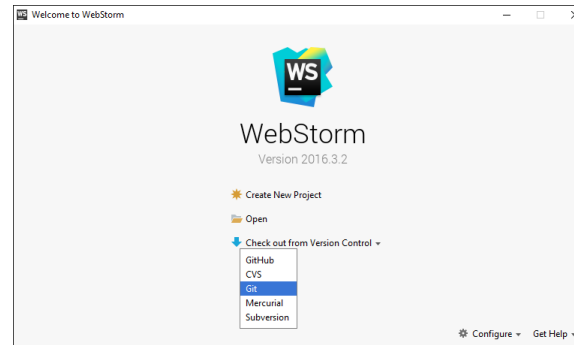 WS Welcome to WebStorm
WS
WebStorm
Version 2016.3.2
Create New Project
Open
Check out from Version Control
GitHub
CVS
Git
Mercurial
Subversion
Configure Get Help